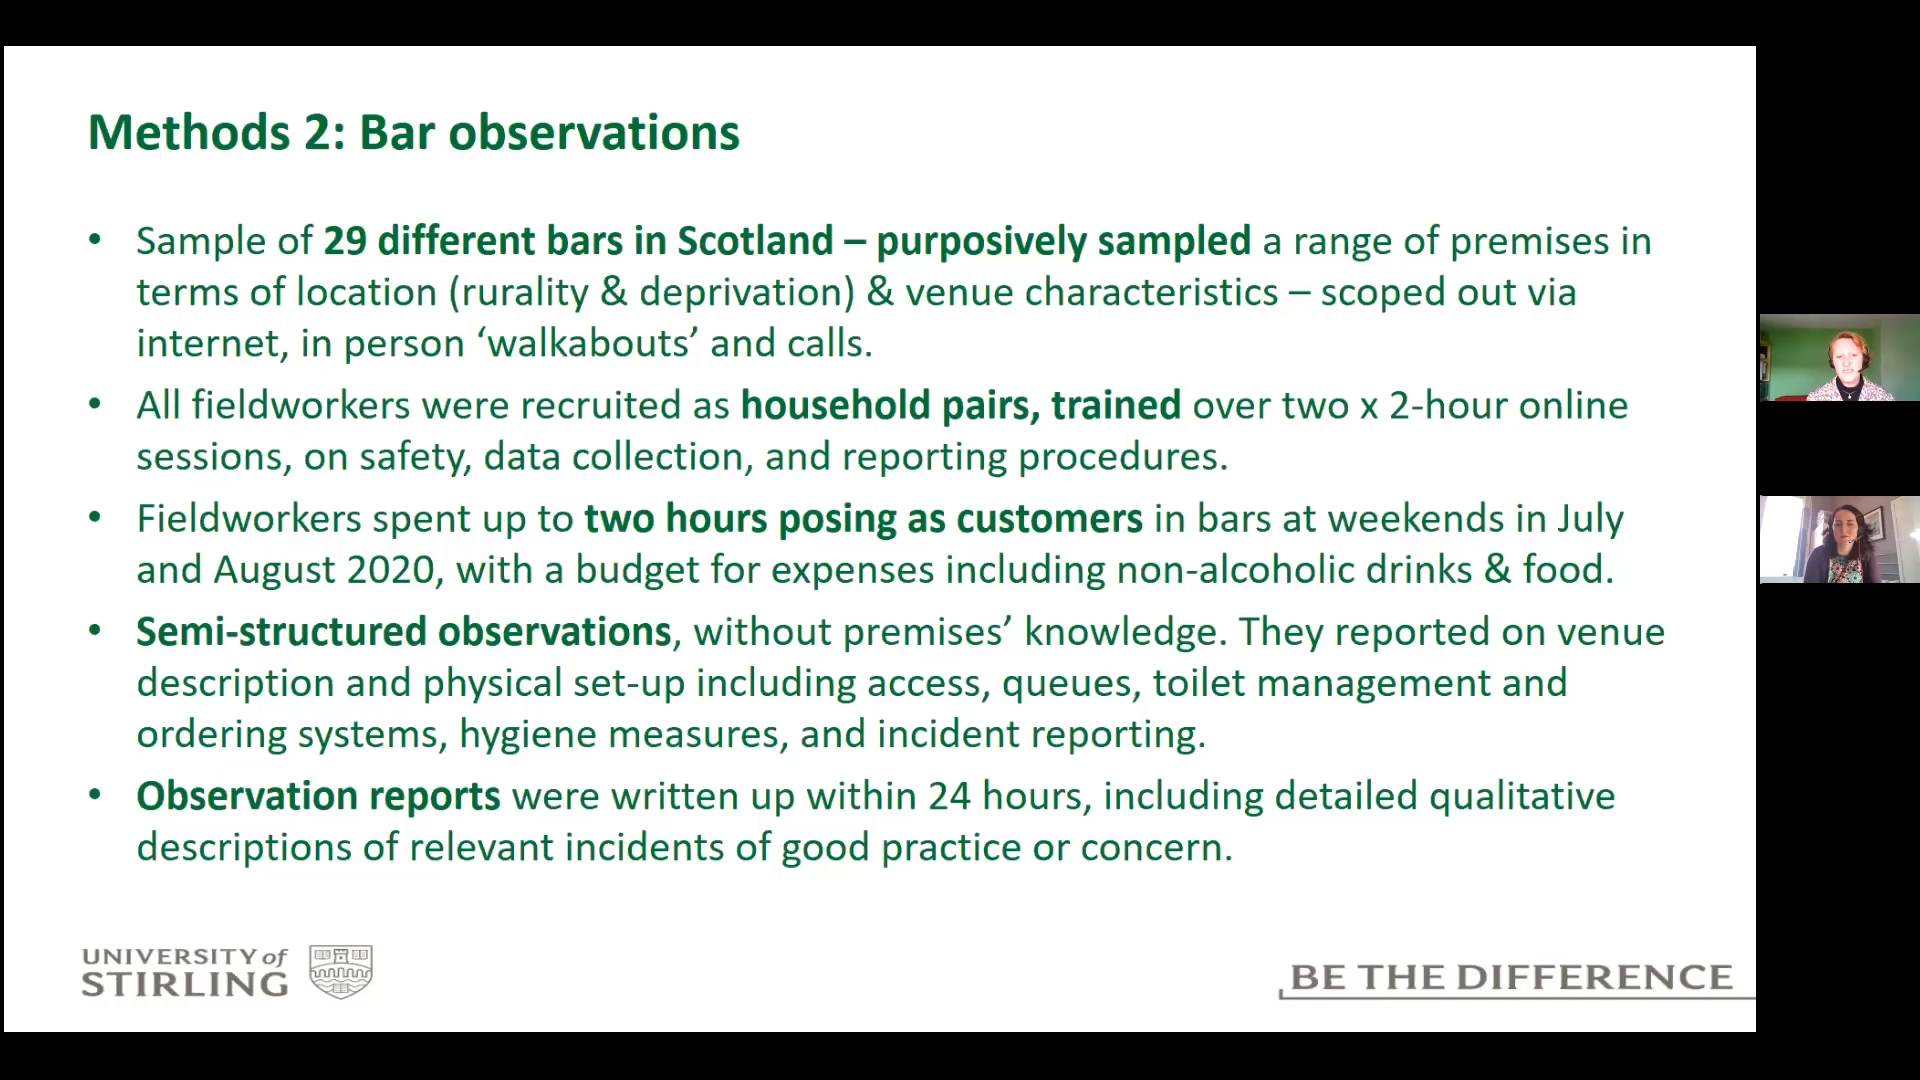 Methods 2: Bar observations
• Sample of 29 different bars in Scotland – purposively sampled a range of premises in
terms of location (rurality & deprivation) & venue characteristics – scoped out via
internet, in person ‘walkabouts’ and calls.
• All fieldworkers were recruited as household pairs, trained over two x 2-hour online
sessions, on safety, data collection, and reporting procedures.
• Fieldworkers spent up to two hours posing as customers in bars at weekends in July
and August 2020, with a budget for expenses including non-alcoholic drinks & food.
• Semi-structured observations, without premises’ knowledge. They reported on venue
description and physical set-up including access, queues, toilet management and
ordering systems, hygiene measures, and incident reporting.
• Observation reports were written up within 24 hours, including detailed qualitative
descriptions of relevant incidents of good practice or concern.
UNIVERSITY of
STIRLING
BE THE DIFFERENCE